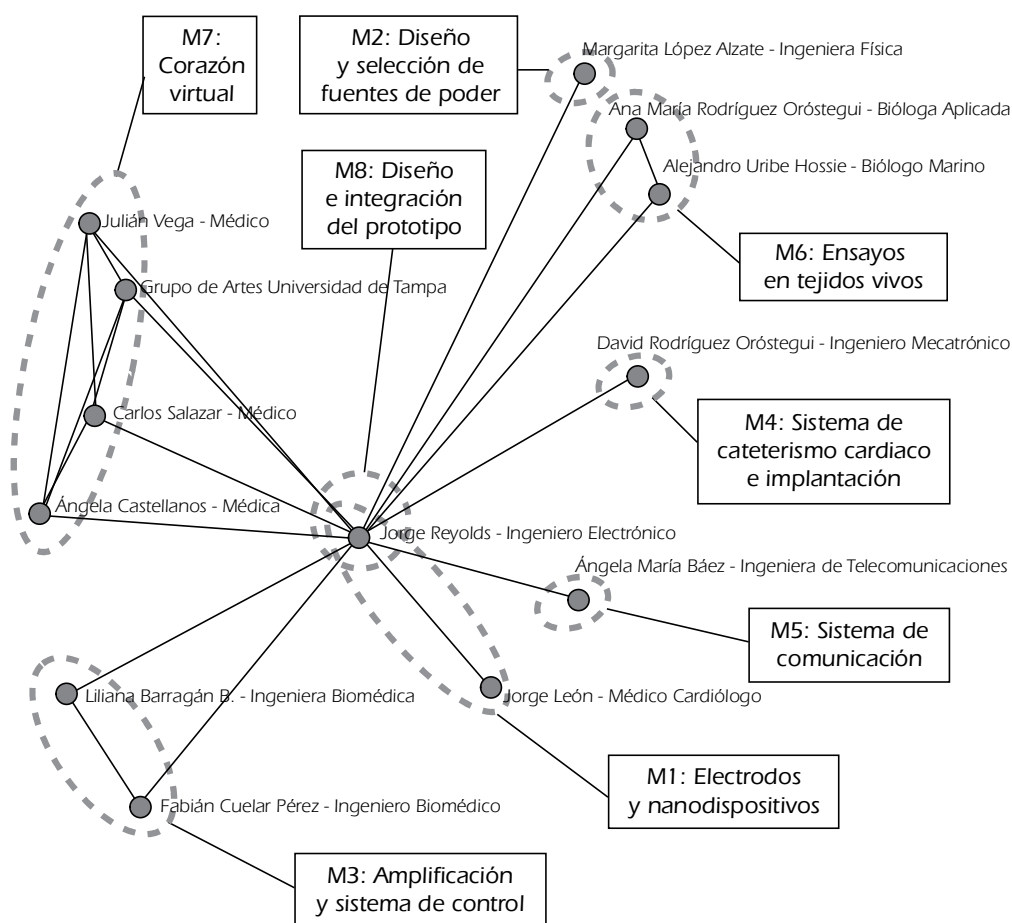 M7:
Corazón
virtual
M2: Diseño
y selección de
fuentes de poder
Margarita López Alzate - Ingeniera Física
Ana María Rodríguez Oróstegui - Bióloga Aplicada
Alejandro Uribe Hossie - Biólogo Marino
M8: Diseño
e integración
del prototipo
Julián Vega - Médico
M6: Ensayos
en tejidos vivos
Grupo de Artes Universidad de Tampa
David Rodríguez Oróstegui - Ingeniero Mecatrónico
Carlos Salazar - Médico
M4: Sistema de
cateterismo cardiaco
e implantación
Ángela Castellanos - Médica
Jorge Reyolds - Ingeniero Electrónico
Ángela María Báez - Ingeniera de Telecomunicaciones
M5: Sistema de
comunicación
Liliana Barragán B. - Ingeniera Biomédica
Jorge León - Médico Cardiólogo
M1: Electrodos
y nanodispositivos
Fabián Cuelar Pérez - Ingeniero Biomédico
M3: Amplificación
y sistema de control